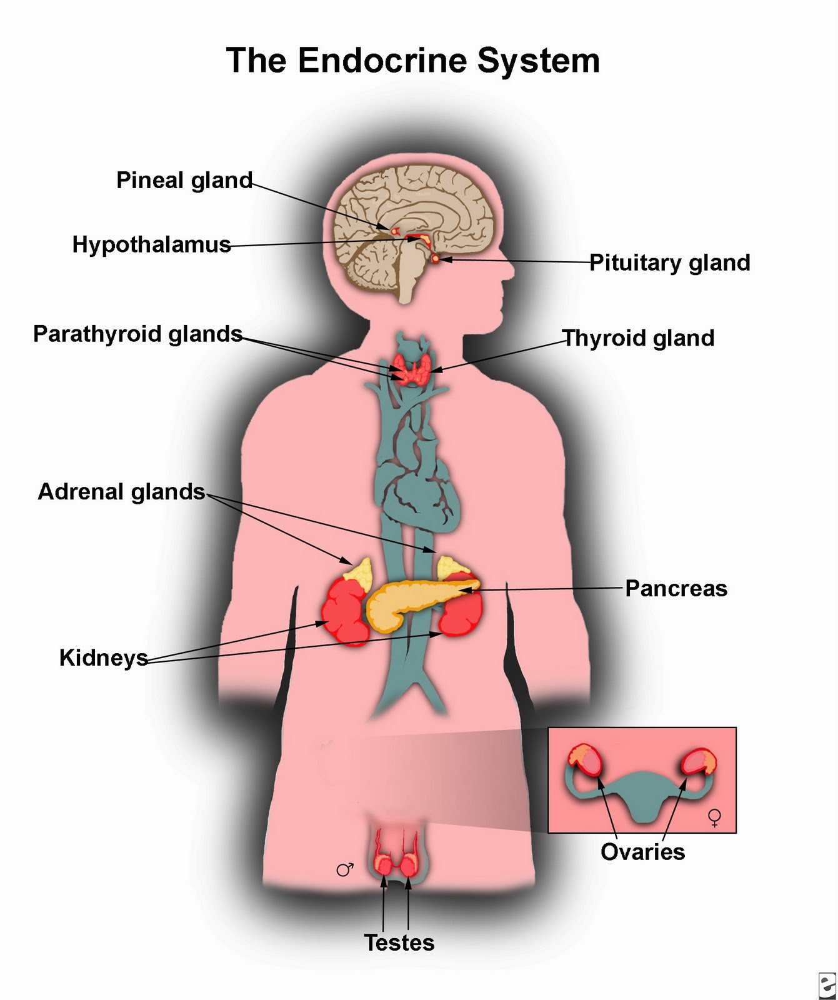 The Endocrine System
Pineal gland
Hypothalamus
Pituitary gland
Parathyroid glands
Thyroid gland
Adrenal glands
Pancreas
Kidneys
Ovaries
Testes